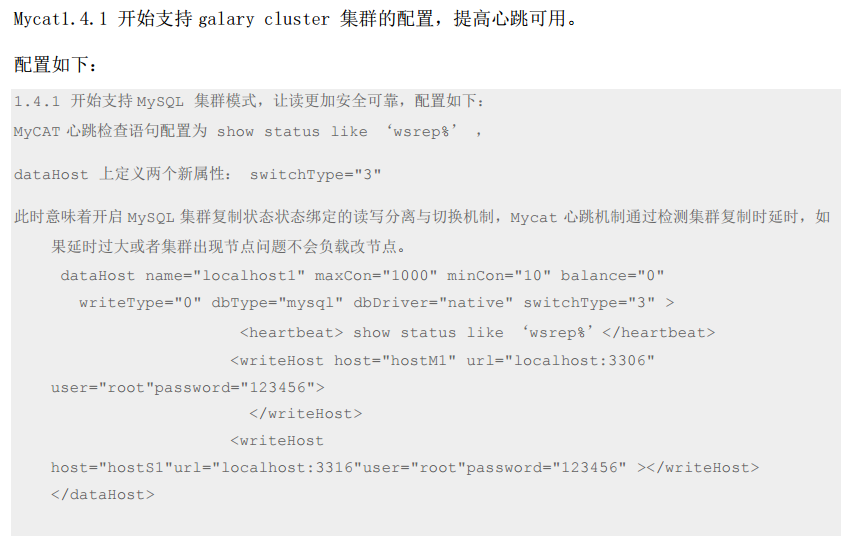 Mycat1.4.1 开始支持 galary cluster 集群的配置，提高心跳可用。
配置如下：
1.4.1 开始支持 MySQL 集群模式，让读更加安全可靠，配置如下：
MyCAT 心跳检查语句配置为 show status like ‘wsrep%’ ，
dataHost 上定义两个新属性： switchType="3"
此时意味着开启 MySQL 集群复制状态状态绑定的读写分离与切换机制，Mycat 心跳机制通过检测集群复制时延时，如
果延时过大或者集群出现节点问题不会负载改节点。
dataHost name="localhost1" maxCon="1000" minCon="10" balance="0"
writeType="0" dbType="mysql" dbDriver="native" switchType="3" >
<heartbeat> show status like ‘wsrep%’</heartbeat>
<writeHost host="hostM1" url="localhost:3306"
user="root"password="123456">
</writeHost>
<writeHost
host="hostS1"url="localhost:3316"user="root"password="123456" ></writeHost>
</dataHost>